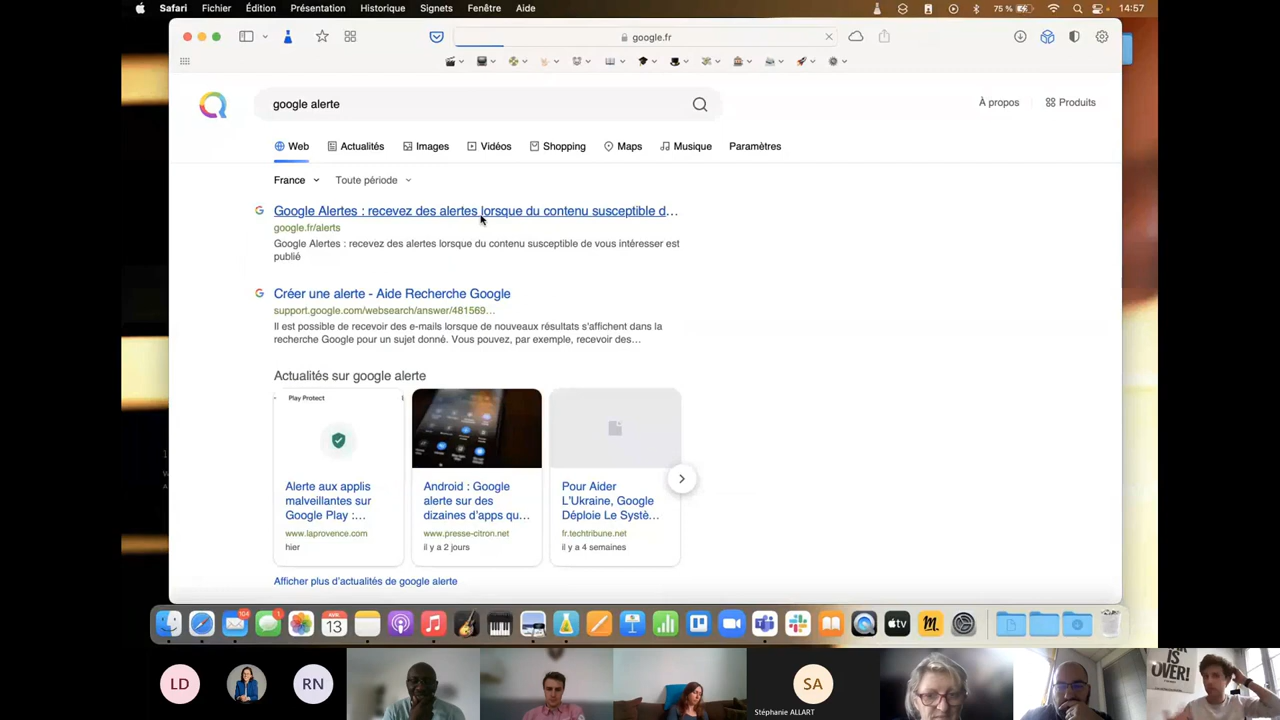 Safari Fichier Édition Présentation Historique Signets Fenêtre Aide 75 % 14:57
google.fr
google alerte
À propos Produits
Web Actualités Images Vidéos Shopping Maps Musique Paramètres
France Toute période
Google Alertes : recevez des alertes lorsque du contenu susceptible d…
google.fr/alerts
Google Alertes : recevez des alertes lorsque du contenu susceptible de vous intéresser est
publié
Créer une alerte - Aide Recherche Google
support.google.com/websearch/answer/481569…
Il est possible de recevoir des e-mails lorsque de nouveaux résultats s'affichent dans la
recherche Google pour un sujet donné. Vous pouvez, par exemple, recevoir des…
Actualités sur google alerte
Play Protect
Alerte aux applis
malveillantes sur
Google Play :…
www.laprovence.com
hier
Android : Google
alerte sur des
dizaines d'apps qu…
www.presse-citron.net
il y a 2 jours
Pour Aider
L'Ukraine, Google
Déploie Le Systè…
fr.techtribune.net
il y a 4 semaines
Afficher plus d'actualités de google alerte
104
1
AVR.
13
tv
m.
LD
RN
SA
Stéphanie ALLART
IS
OVER!